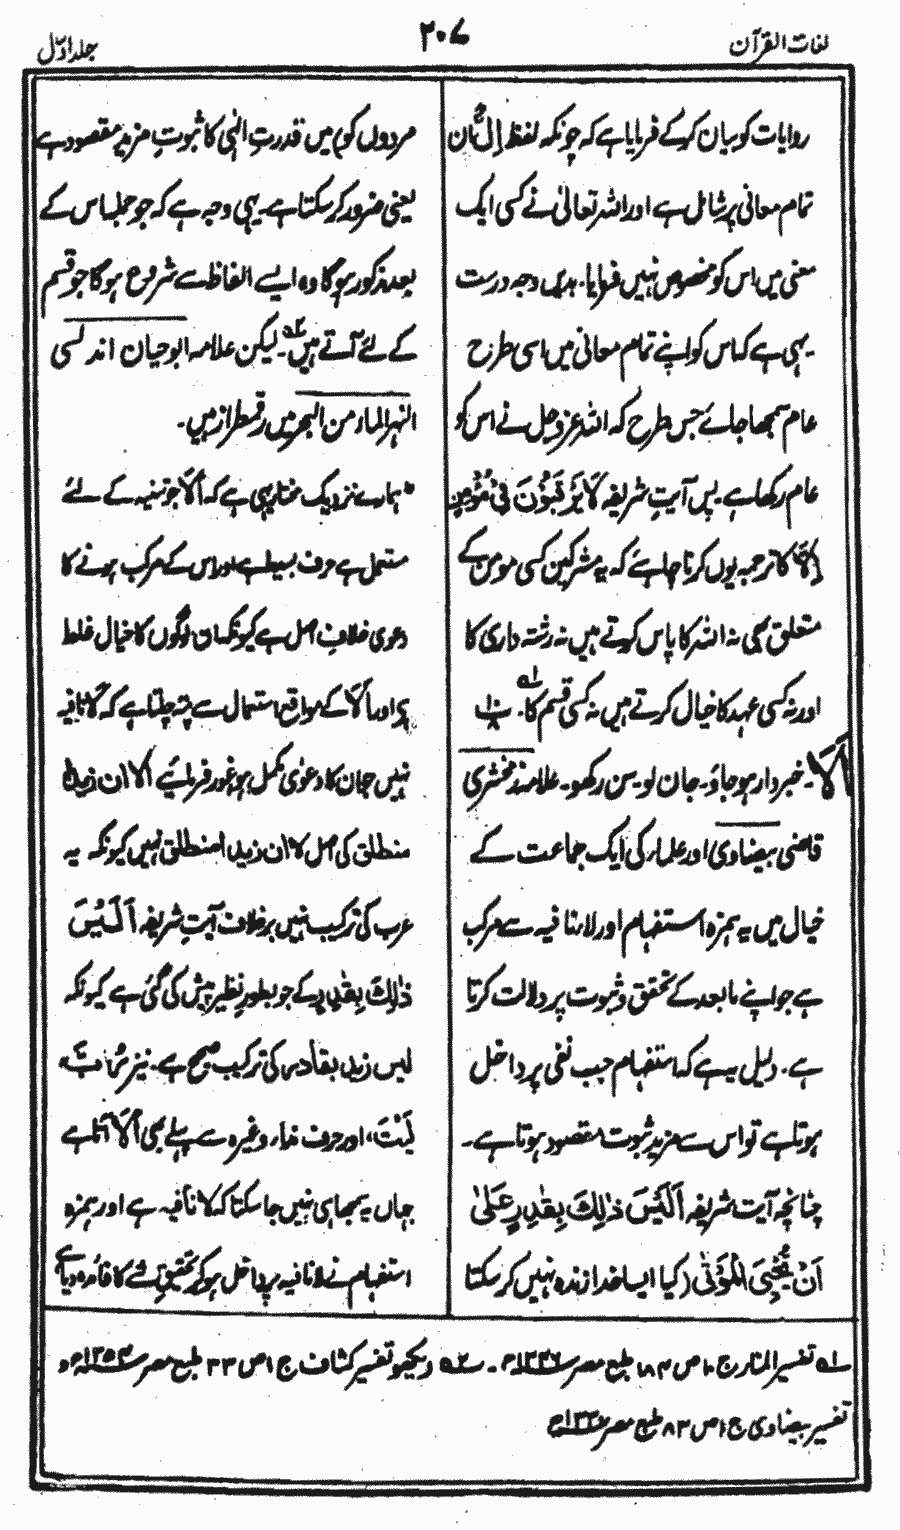 لغات القرآن
۲۰۷
جلد اوّل
روایات کو بیان کرکے فرمایا ہے کہ چونکہ لفظ اِلٌّ ان
تمام معانی پر شامل ہے اور اللہ تعالیٰ نے کسی ایک
معنی میں اس کو مخصوص نہیں فرمایا۔ بدیں وجہ درست
یہی ہے کہ اس کو اپنے تمام معانی میں اسی طرح
عام سمجھا جائے جس طرح کہ اللہ عزوجل نے اس کو
عام رکھا ہے۔ پس آیتِ شریفہ لَا یَرْقَبُوْنَ فِیْ مُؤْمِنٍ
اِلًّا کا ترجمہ یوں کرنا چاہئے کہ یہ مشرکین کسی مومن کے
متعلق بھی نہ اللہ کا پاس کرتے ہیں نہ رشتہ داری کا
اور نہ کسی عہد کا خیال کرتے ہیں نہ کسی قسم کا۔ ؎۱
اَلَا۔ خبردار ہو جاؤ۔ جان لو۔ سن رکھو۔ علامہ زمخشری
قاضی بیضاوی اور علماء کی ایک جماعت کے
خیال میں یہ ہمزہ استفہام اور لا نافیہ سے مرکب
ہے جو اپنے مابعد کے تحقق و ثبوت پر دلالت کرتا
ہے۔ دلیل یہ ہے کہ استفہام جب نفی پر داخل
ہوتا ہے تو اس سے مزید ثبوت مقصود ہوتا ہے۔
چنانچہ آیت شریفہ اَلَیْسَ ذٰلِكَ بِقٰدِرٍ عَلٰۤی
اَنْ یُّحْیِیَ الْمَوْتٰی (کیا ایسا خدا زندہ نہیں کر سکتا
مردوں کو) میں قدرتِ الٰہی کا ثبوتِ مزید مقصود ہے
یعنی ضرور کر سکتا ہے۔ یہی وجہ ہے کہ جو جملہ اس کے
بعد مذکور ہو گا وہ ایسے الفاظ سے شروع ہو گا جو قسم
کے لئے آتے ہیں۔؎۲ لیکن علامہ ابوحیان اندلسی
النہر الماد من البحر میں رقمطراز ہیں۔
”ہمارے نزدیک مختار یہی ہے کہ اَلَا جو تنبیہ کے لئے
مستعمل ہے حرف بسیط ہے اور اس کے مرکب ہونے کا
دعویٰ خلافِ اصل ہے کیونکہ ان لوگوں کا خیال غلط
ہے اور اَلَا کے مواقع استعمال سے پتہ چلتا ہے کہ لا نافیہ
نہیں چنانچہ ان کا دعویٰ مکمل ہو غور فرمائیے اَلَا ان زیدًا
منطلق کی اصل لا ان زیدا منطلق نہیں کیونکہ یہ
عرب کی ترکیب نہیں برخلاف آیتِ شریفہ اَلَیْسَ
ذٰلِكَ بِقٰدِرٍ کے جو بطورِ نظیر پیش کی گئی ہے کیونکہ
لیس زید بقادر کی ترکیب صحیح ہے۔ نیز رُبَّ،
لَیْتَ، اور حرف نداء وغیرہ سے پہلے بھی اَلَا آتا ہے
جہاں یہ سمجھا ہی نہیں جا سکتا کہ لا نافیہ ہے اور ہمزہ
استفہام نے لا نافیہ پر داخل ہو کر تحقیقِ شے کا فائدہ دیا ہے
؎۱ تفسیر المنار ج ۱۰ ص ۱۸۴ طبع مصر ۔ ؎۲ دیکھو تفسیر کشاف ج ۱ ص ۳۳ طبع مصر ۱۳۵۴ھ و
تفسیر بیضاوی ج ۱ ص ۸۳ طبع مصر